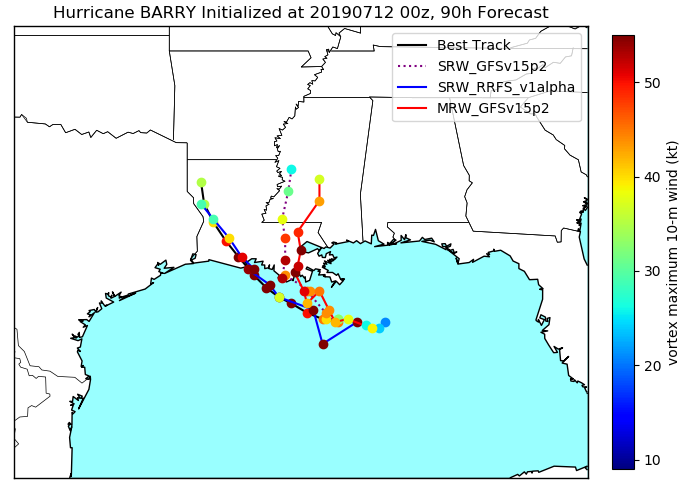 Hurricane BARRY Initialized at 20190712 00z, 90h Forecast
Best Track
SRW_GFSv15p2
SRW_RRFS_v1alpha
MRW_GFSv15p2
50
40
30
20
10
vortex maximum 10-m wind (kt)